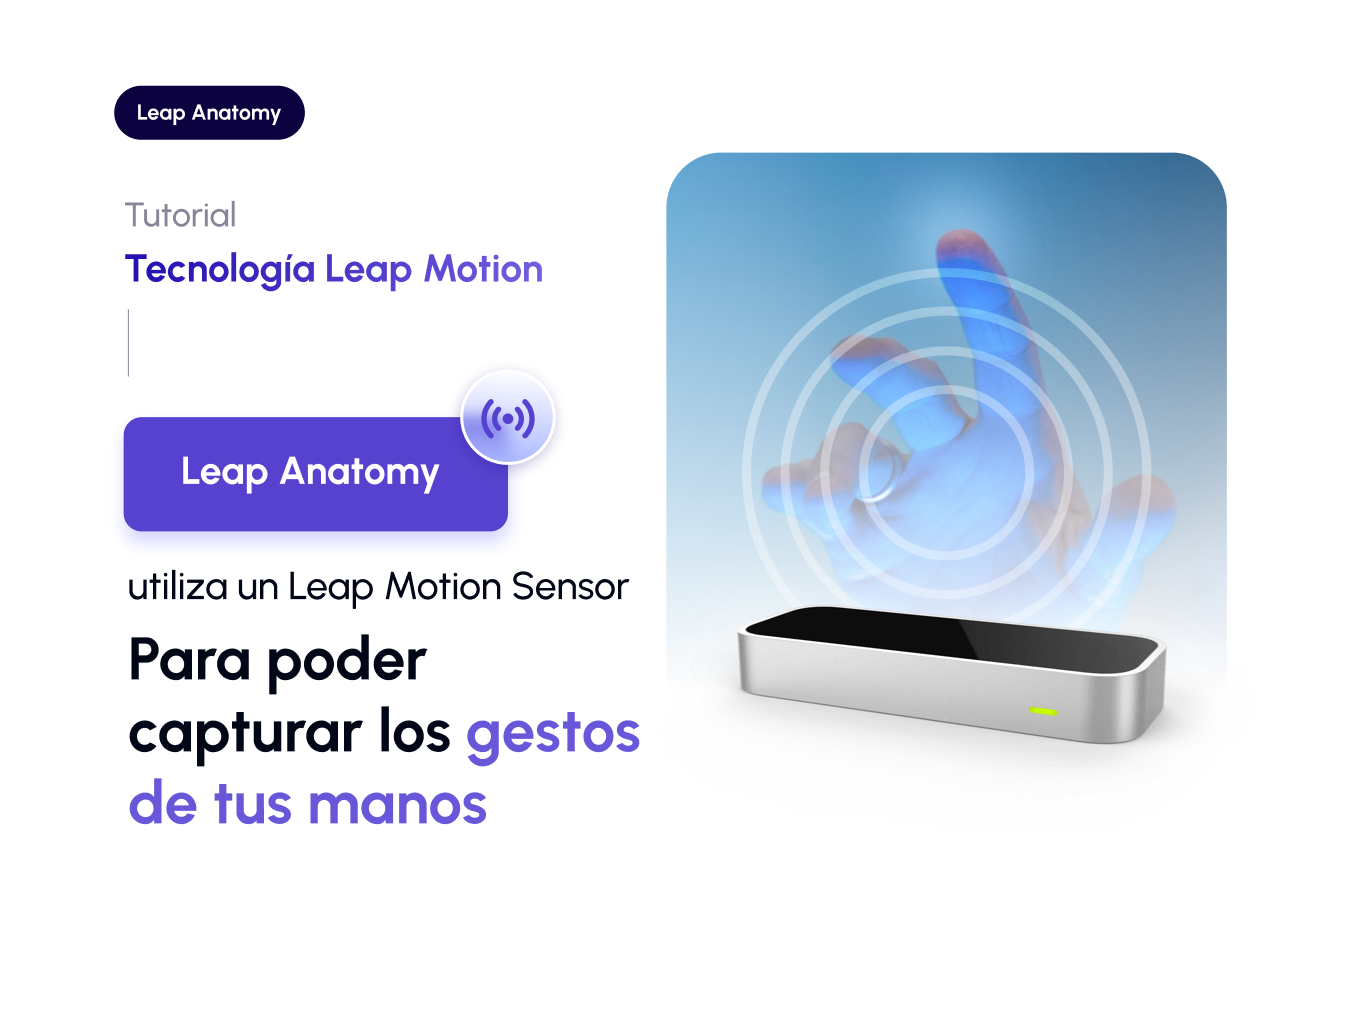 Leap Anatomy
Tutorial
Tecnología Leap Motion
Leap Anatomy
utiliza un Leap Motion Sensor
Para poder
capturar los gestos
de tus manos